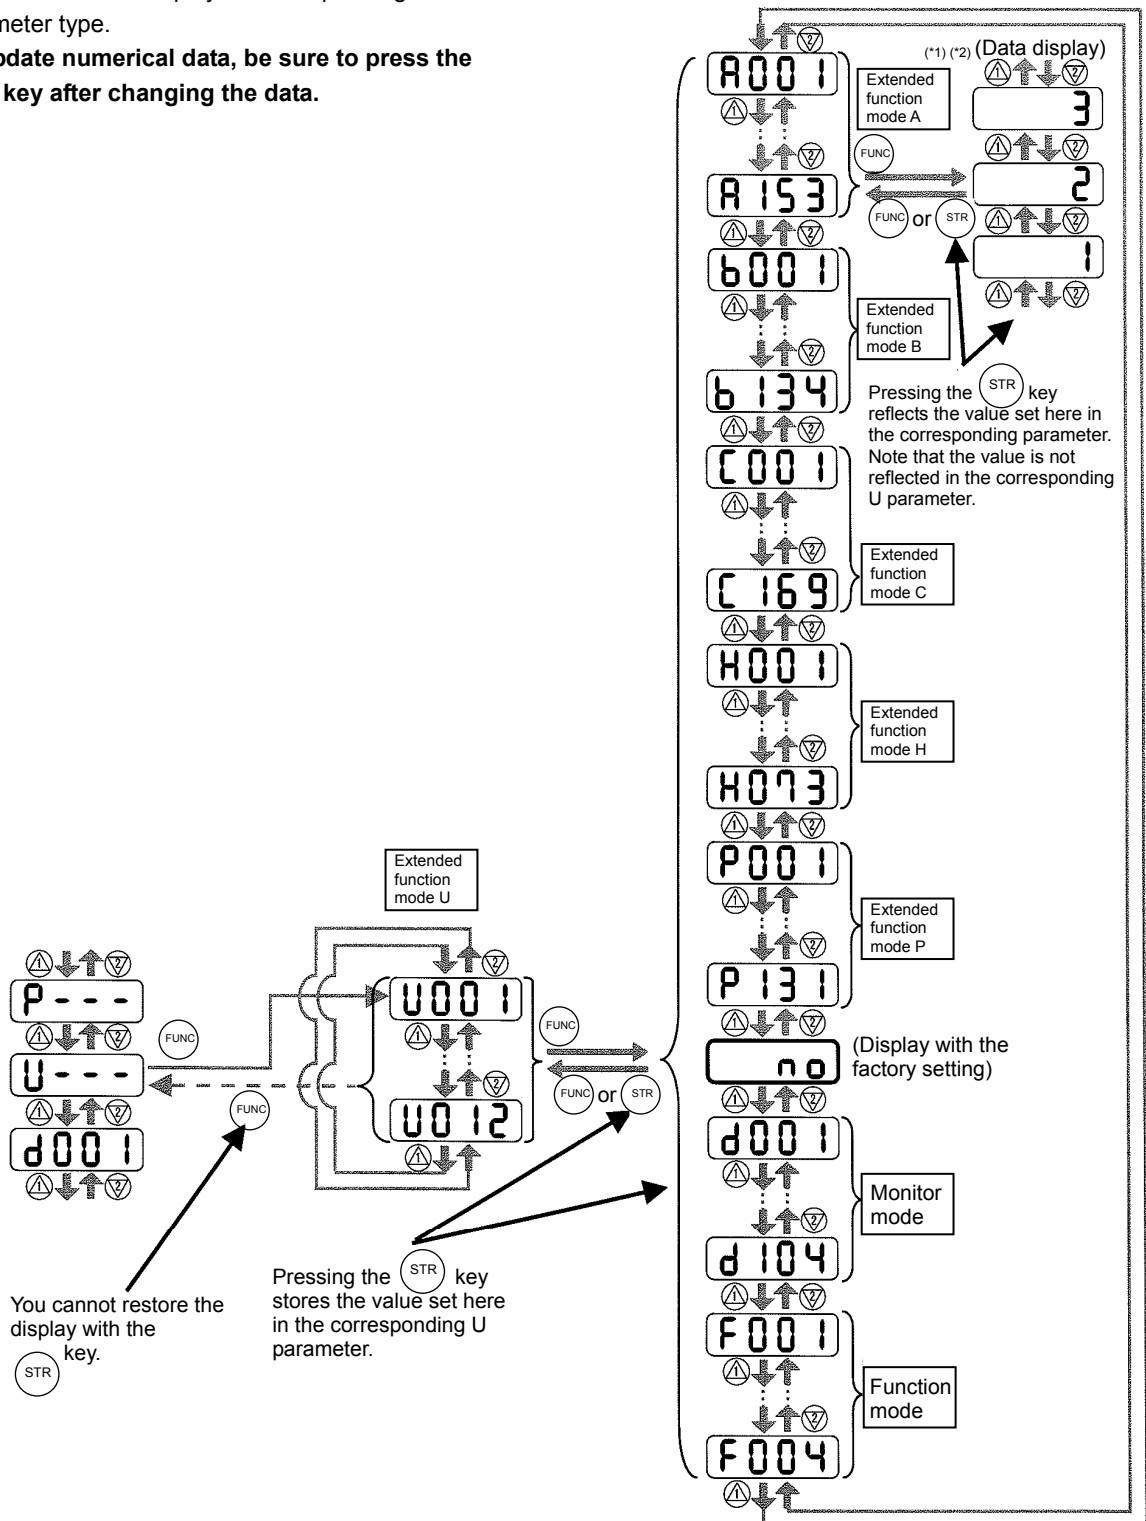 meter type.
pdate numerical data, be sure to press the
key after changing the data.
(*1) (*2) (Data display)
A001
Extended
function
mode A
3
FUNC
2
A153
FUNC or STR
1
b001
Extended
function
mode B
b134
Pressing the STR key
reflects the value set here in
the corresponding parameter.
Note that the value is not
reflected in the corresponding
U parameter.
C001
Extended
function
mode C
C169
H001
Extended
function
mode H
H073
P001
Extended
function
mode P
P131
no
(Display with the
factory setting)
d001
Monitor
mode
d104
F001
Function
mode
F004
Extended
function
mode U
P---
U---
d001
FUNC
FUNC
U001
U012
FUNC
FUNC or STR
You cannot restore the
display with the
STR key.
Pressing the STR key
stores the value set here
in the corresponding U
parameter.